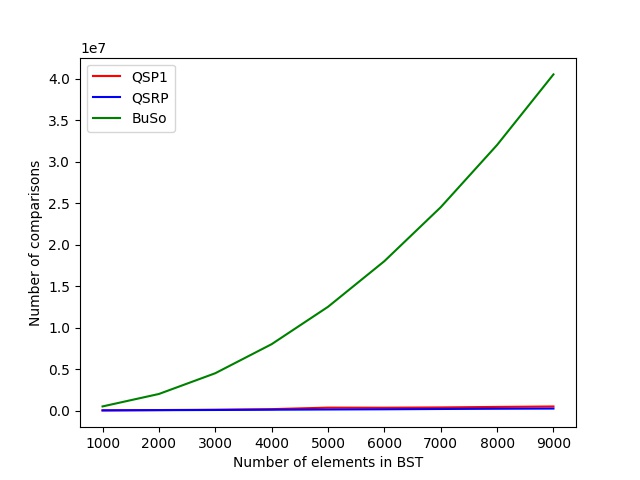 1e7
QSP1
QSRP
BuSo
4.0
3.5
3.0
2.5
2.0
1.5
1.0
0.5
0.0
Number of comparisons
1000 2000 3000 4000 5000 6000 7000 8000 9000
Number of elements in BST